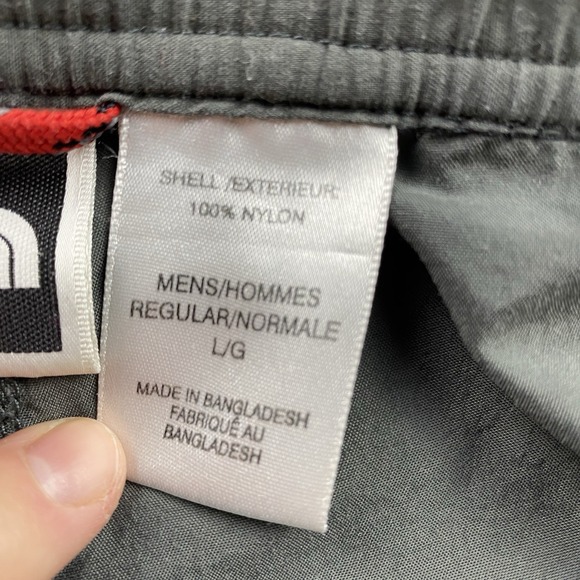 SHELL /EXTERIEUR:
100% NYLON
MENS/HOMMES
REGULAR/NORMALE
L/G
MADE IN BANGLADESH
FABRIQUÉ AU
BANGLADESH